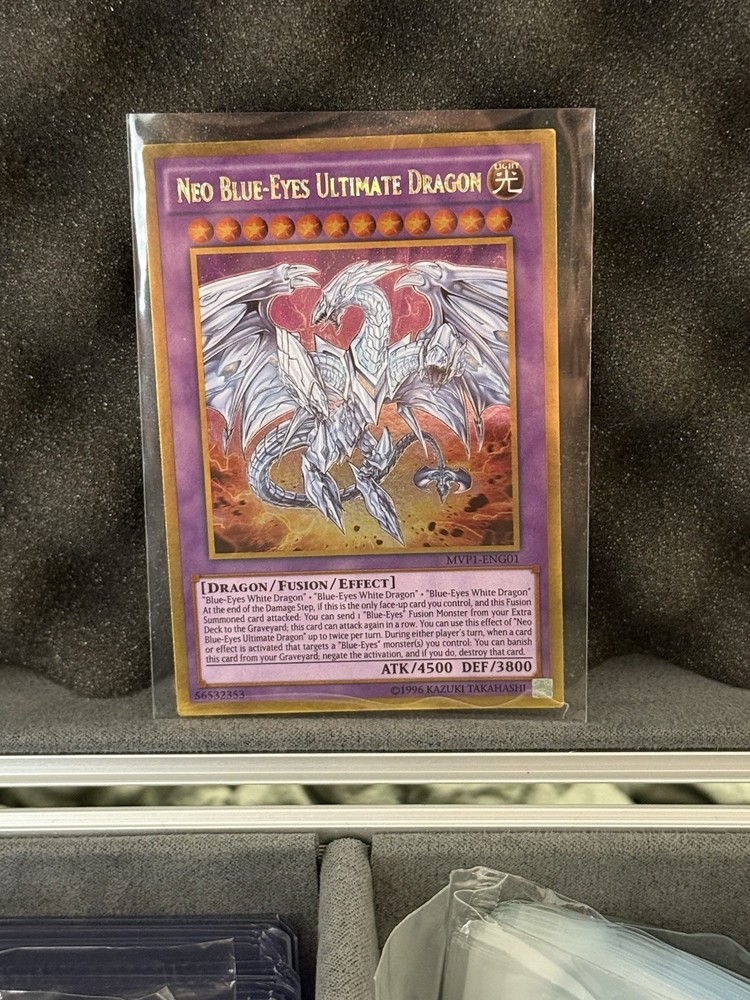 NEO BLUE-EYES ULTIMATE DRAGON
LIGHT
光
MVP1-ENG01
[DRAGON/FUSION/EFFECT]
"Blue-Eyes White Dragon" + "Blue-Eyes White Dragon" + "Blue-Eyes White Dragon"
At the end of the Damage Step, if this is the only face-up card you control, and this Fusion
Summoned card attacked: You can send 1 "Blue-Eyes" Fusion Monster from your Extra
Deck to the Graveyard; this card can attack again in a row. You can use this effect of "Neo
Blue-Eyes Ultimate Dragon" up to twice per turn. During either player's turn, when a card
or effect is activated that targets a "Blue-Eyes" monster(s) you control: You can banish
this card from your Graveyard; negate the activation, and if you do, destroy that card.
ATK/4500 DEF/3800
56532353
©1996 KAZUKI TAKAHASHI